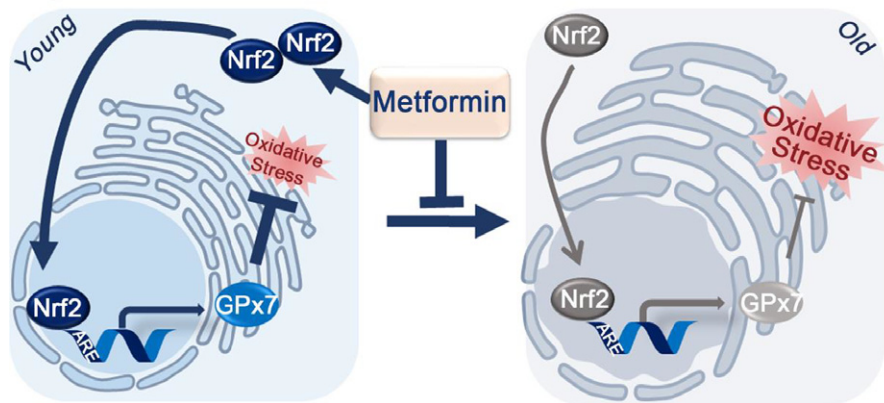 Young
Nrf2
Nrf2
Oxidative
Stress
Nrf2
ARE
GPx7
Metformin
Old
Nrf2
Oxidative
Stress
Nrf2
ARE
GPx7